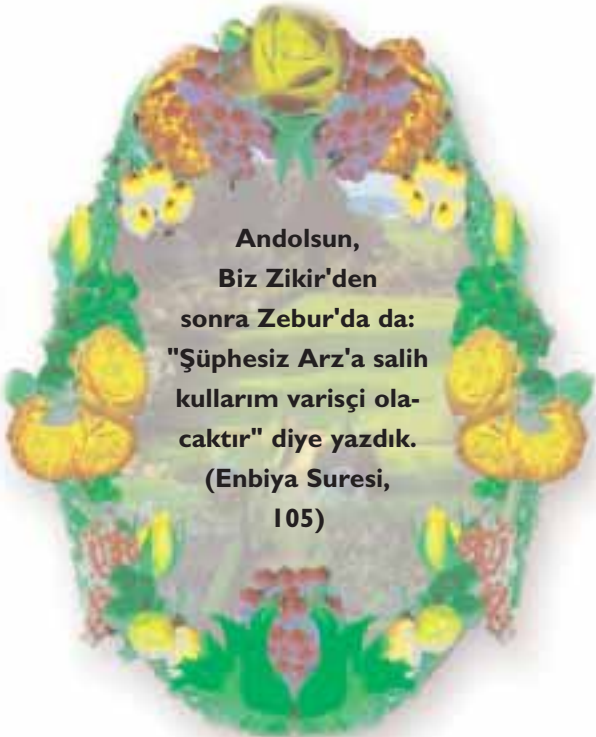 Andolsun,
Biz Zikir'den
sonra Zebur'da da:
"Şüphesiz Arz'a salih
kullarım varisçi ola-
caktır" diye yazdık.
(Enbiya Suresi,
105)